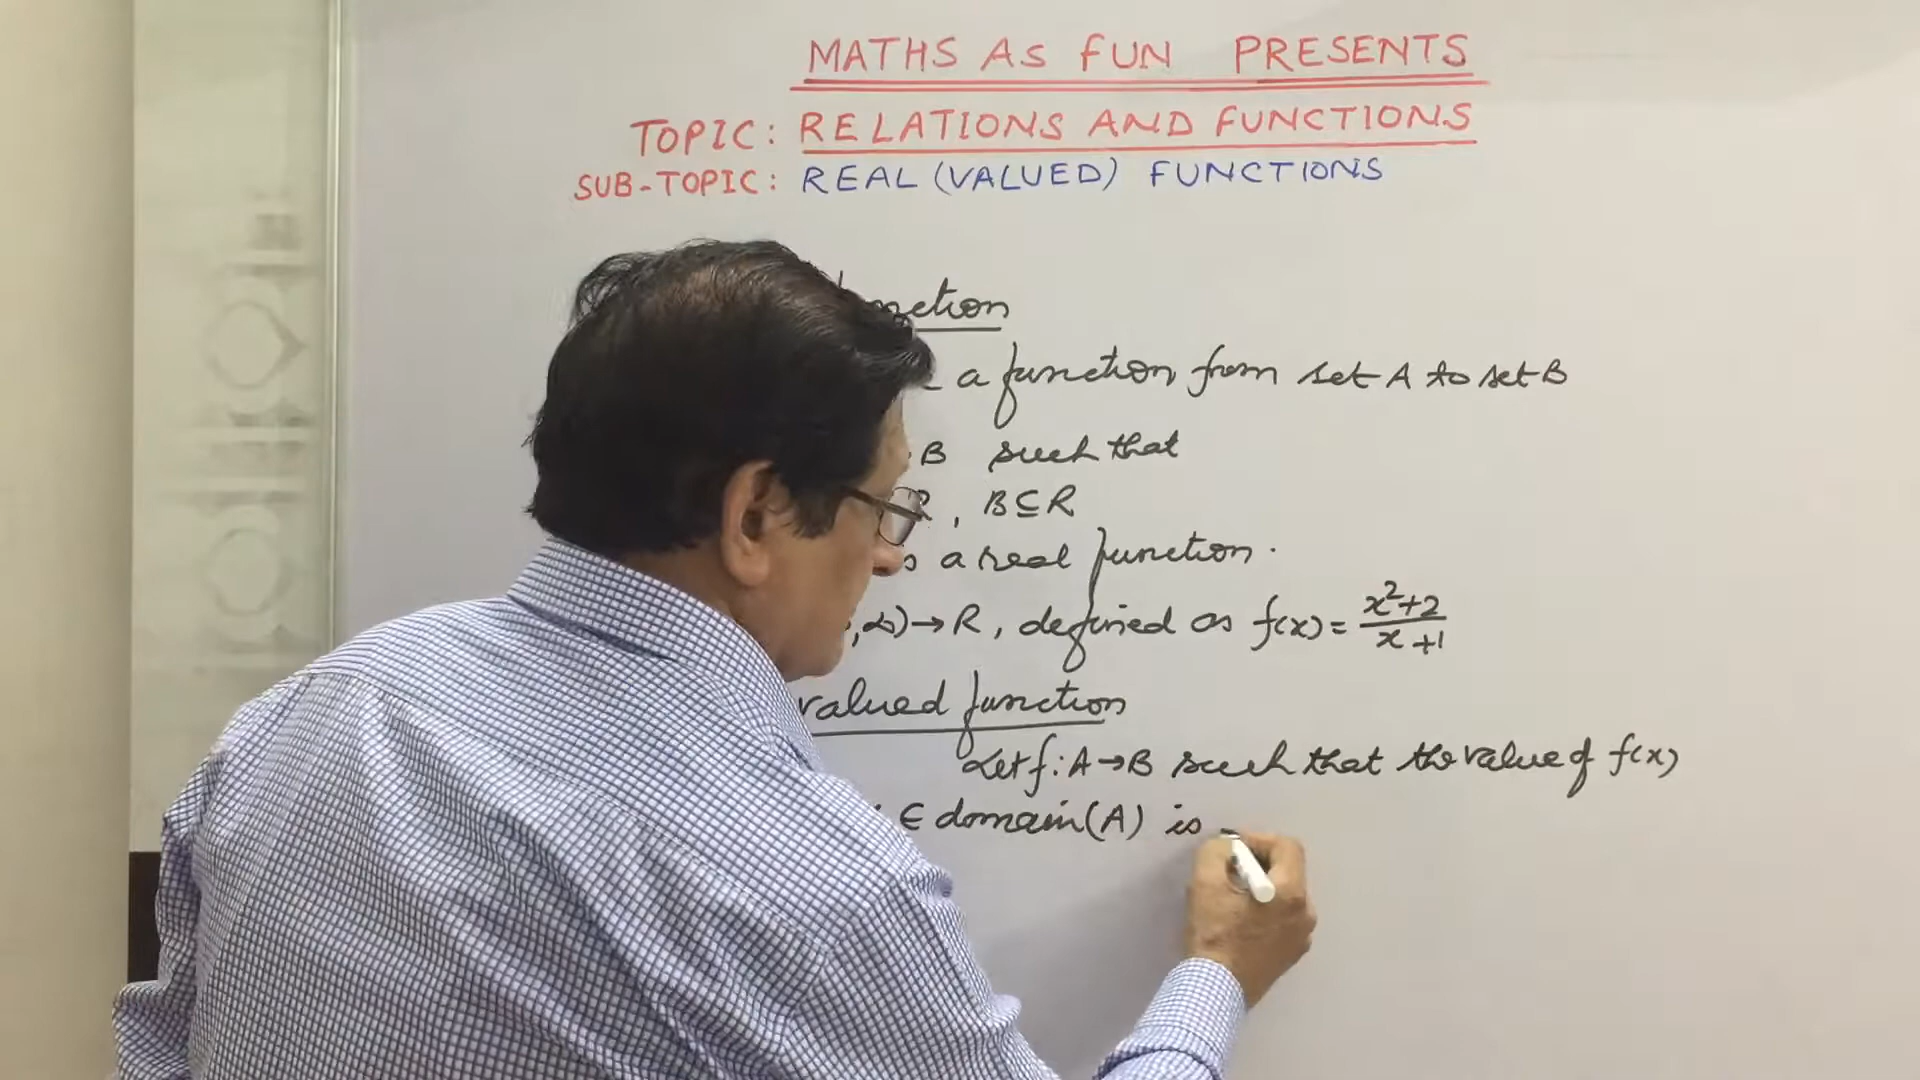 MATHS AS FUN PRESENTS
TOPIC: RELATIONS AND FUNCTIONS
SUB-TOPIC: REAL (VALUED) FUNCTIONS
a function from set A to set B
B such that
, B⊆R
a real function.
,∞)→R, defined as f(x)= (x²+2)/(x+1)
valued function
Let f: A→B such that the value of f(x)
∈ domain(A) is